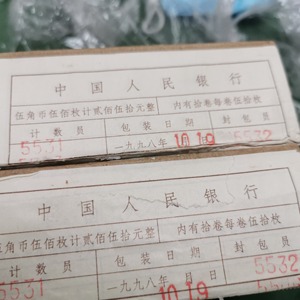 中国人民银行
伍角币伍佰枚计贰佰伍拾元整 内有拾卷每卷伍拾枚
计数员 包装日期 封包员
5531 一九九八年 10 19 5532
中国人民银行
角币伍佰枚计贰佰伍拾元整 内有拾卷每卷伍拾枚
数员 包装日期 封包员
5531 一九九八年 月 日 5532
10 19